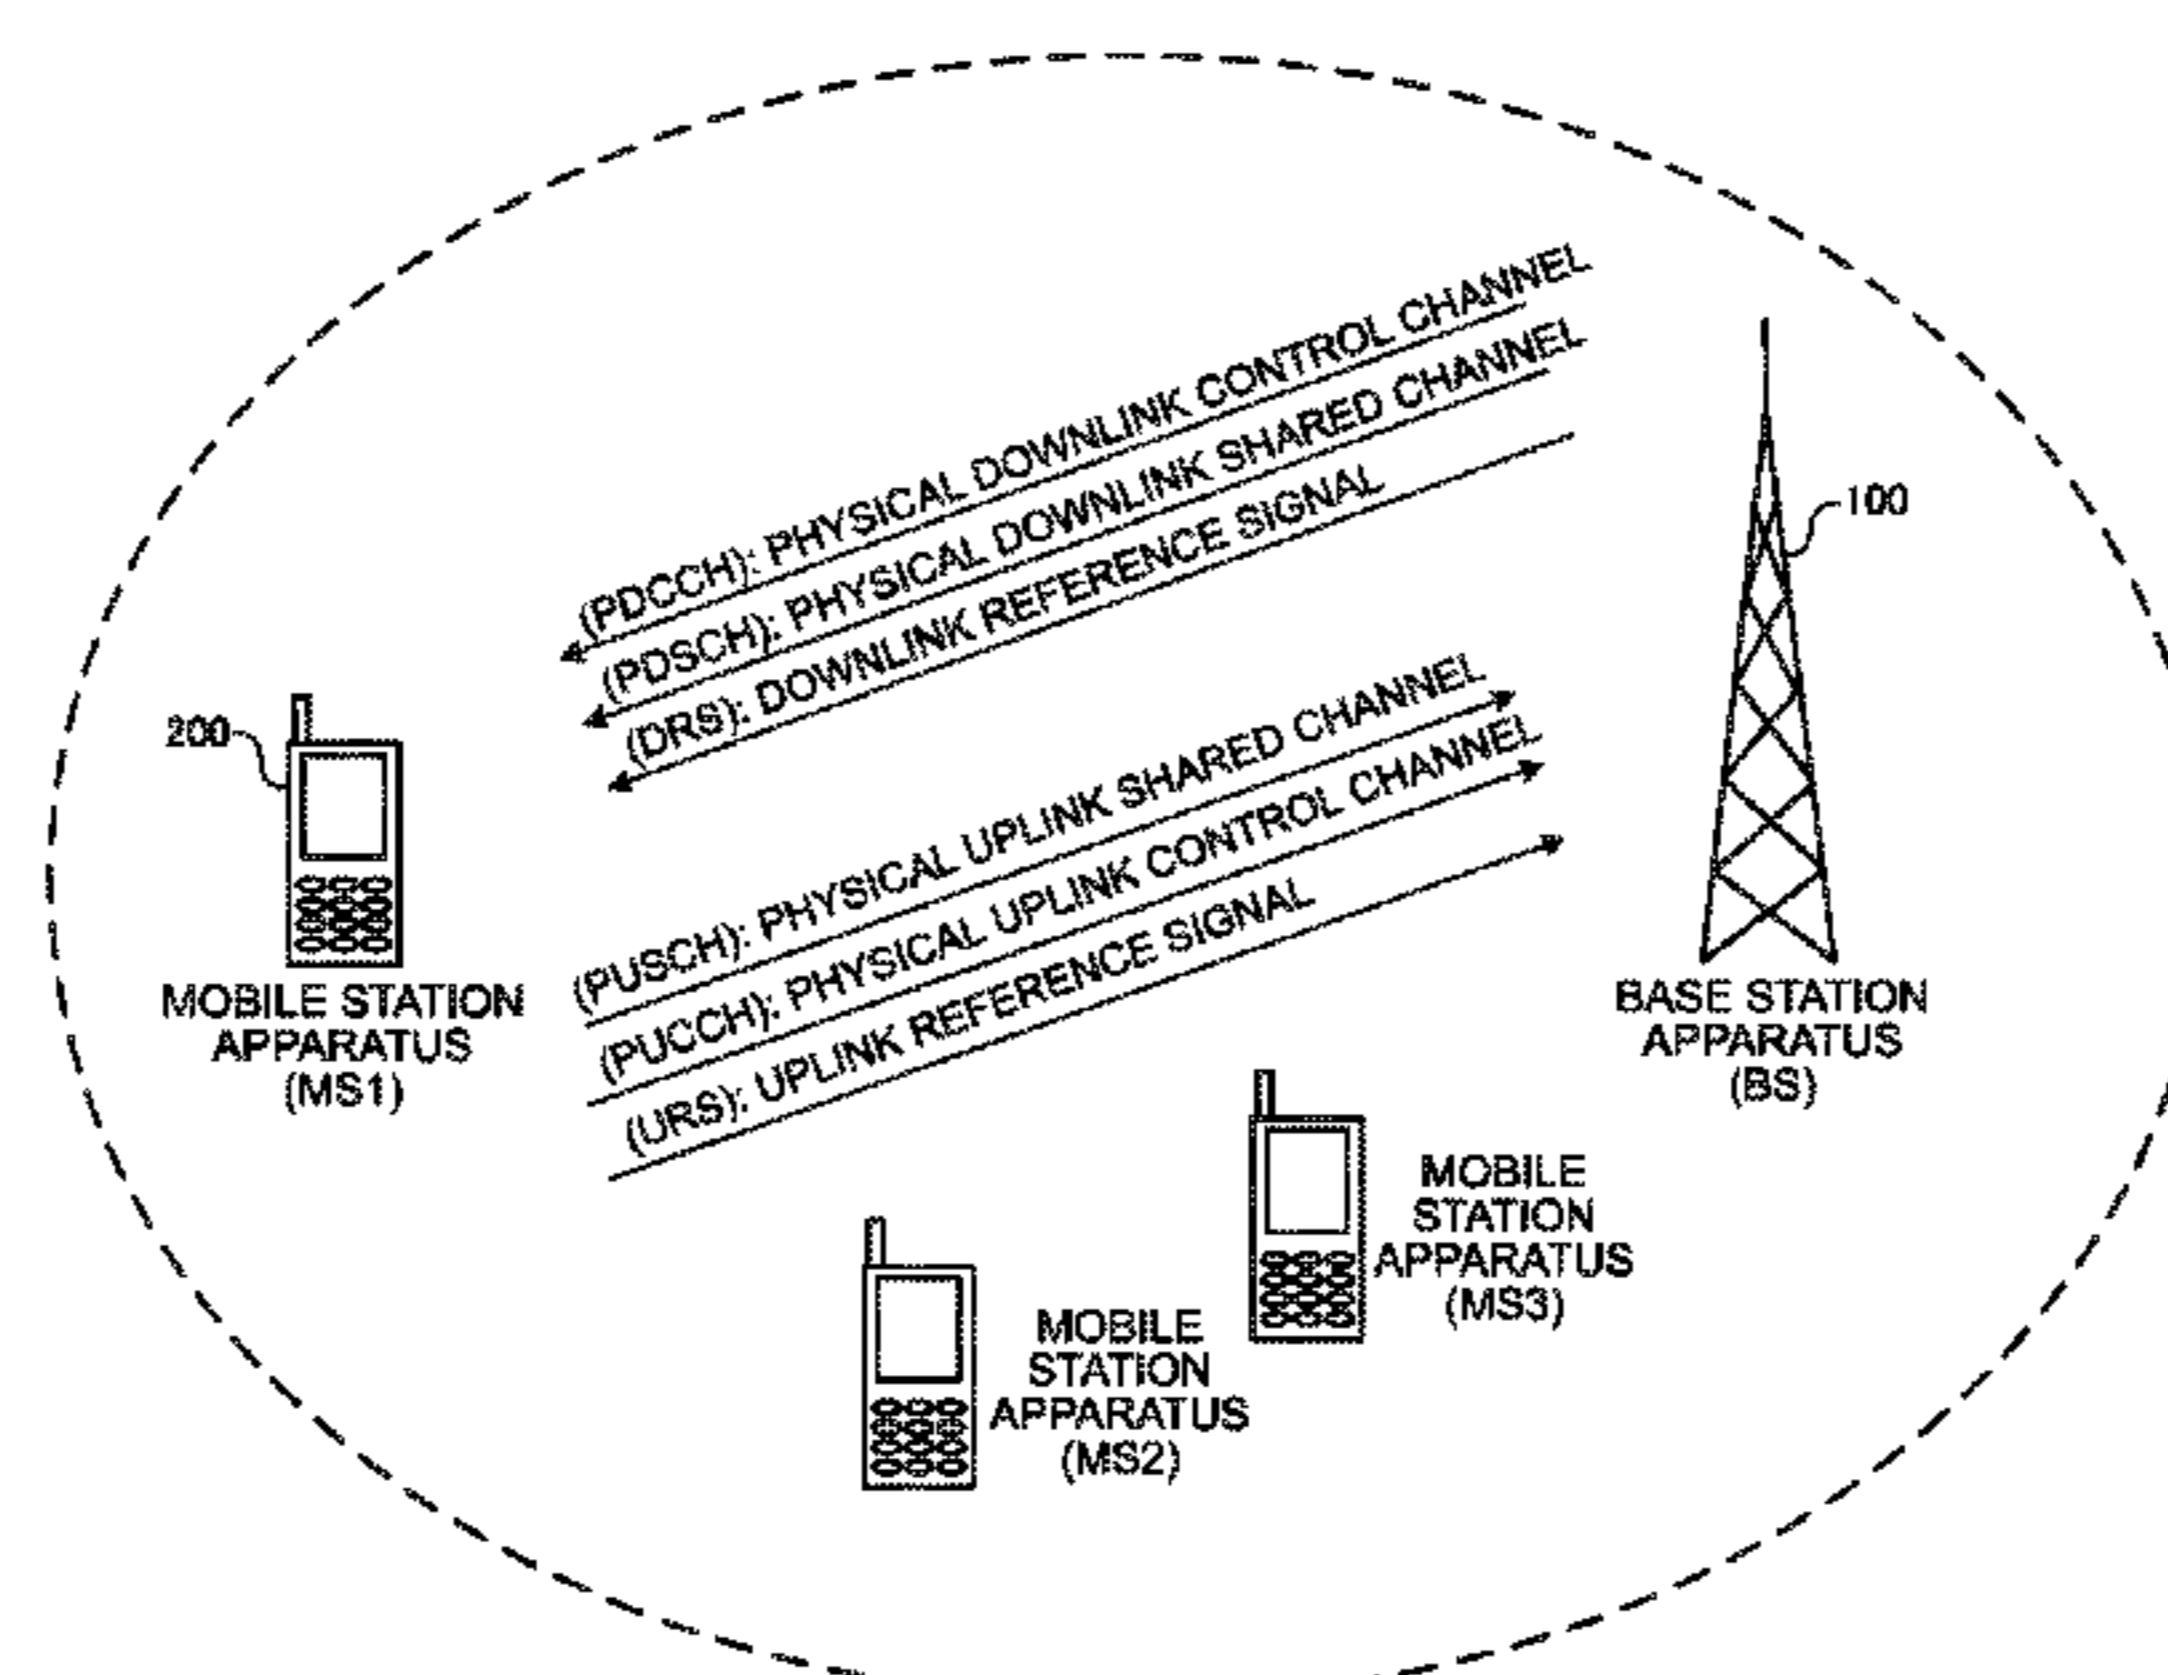 (PDCCH): PHYSICAL DOWNLINK CONTROL CHANNEL
(PDSCH): PHYSICAL DOWNLINK SHARED CHANNEL
(DRS): DOWNLINK REFERENCE SIGNAL
100
200
(PUSCH): PHYSICAL UPLINK SHARED CHANNEL
(PUCCH): PHYSICAL UPLINK CONTROL CHANNEL
(URS): UPLINK REFERENCE SIGNAL
MOBILE STATION
APPARATUS
(MS1)
BASE STATION
APPARATUS
(BS)
MOBILE
STATION
APPARATUS
(MS3)
MOBILE
STATION
APPARATUS
(MS2)